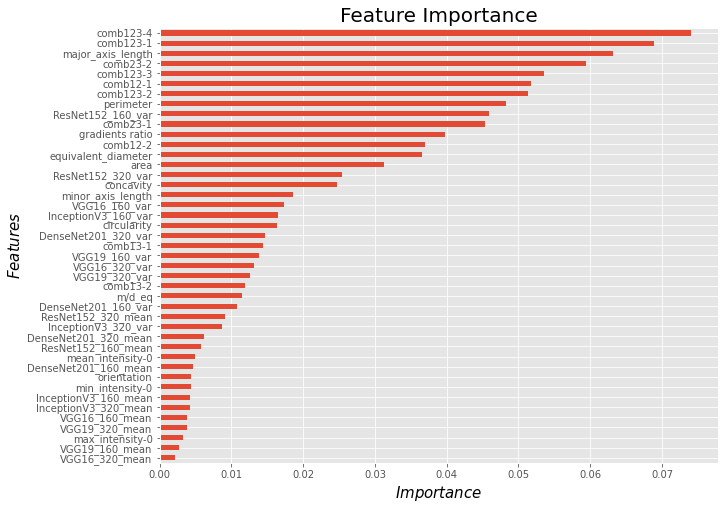 Feature Importance
comb123-4
comb123-1
major_axis_length
comb23-2
comb123-3
comb12-1
comb123-2
perimeter
ResNet152_160_var
comb23-1
gradients ratio
comb12-2
equivalent_diameter
area
ResNet152_320_var
concavity
minor_axis_length
VGG16_160_var
InceptionV3_160_var
circularity
DenseNet201_320_var
comb13-1
VGG19_160_var
VGG16_320_var
VGG19_320_var
comb13-2
m/d_eq
DenseNet201_160_var
ResNet152_320_mean
InceptionV3_320_var
DenseNet201_320_mean
ResNet152_160_mean
mean_intensity-0
DenseNet201_160_mean
orientation
min_intensity-0
InceptionV3_160_mean
InceptionV3_320_mean
VGG16_160_mean
VGG19_320_mean
max_intensity-0
VGG19_160_mean
VGG16_320_mean
Features
0.00 0.01 0.02 0.03 0.04 0.05 0.06 0.07
Importance